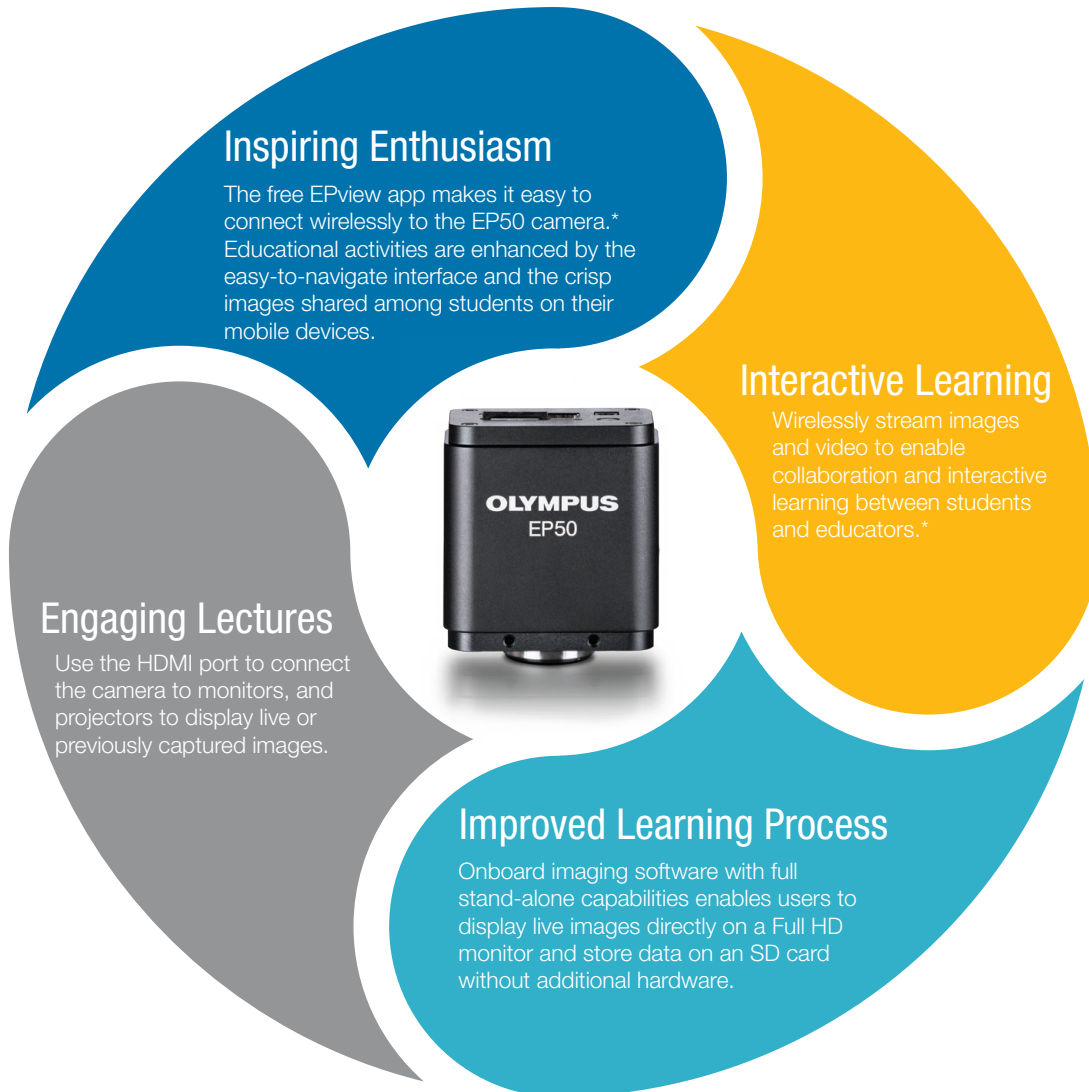 Inspiring Enthusiasm
The free EPview app makes it easy to
connect wirelessly to the EP50 camera.*
Educational activities are enhanced by the
easy-to-navigate interface and the crisp
images shared among students on their
mobile devices.
Interactive Learning
Wirelessly stream images
and video to enable
collaboration and interactive
learning between students
and educators.*
OLYMPUS
EP50
Engaging Lectures
Use the HDMI port to connect
the camera to monitors, and
projectors to display live or
previously captured images.
Improved Learning Process
Onboard imaging software with full
stand-alone capabilities enables users to
display live images directly on a Full HD
monitor and store data on an SD card
without additional hardware.